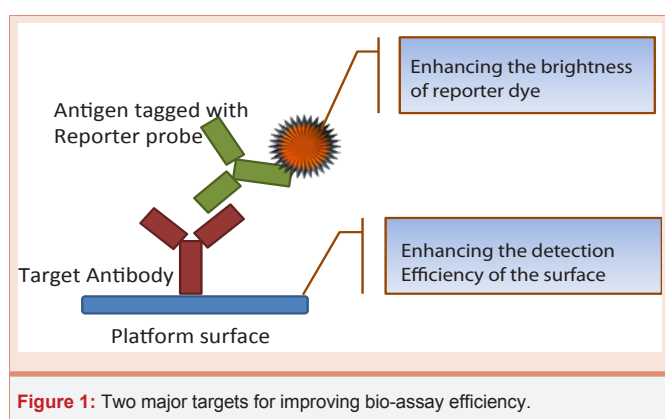 Enhancing the brightness
of reporter dye
Antigen tagged with
Reporter probe
Enhancing the detection
Efficiency of the surface
Target Antibody
Platform surface
Figure 1: Two major targets for improving bio-assay efficiency.